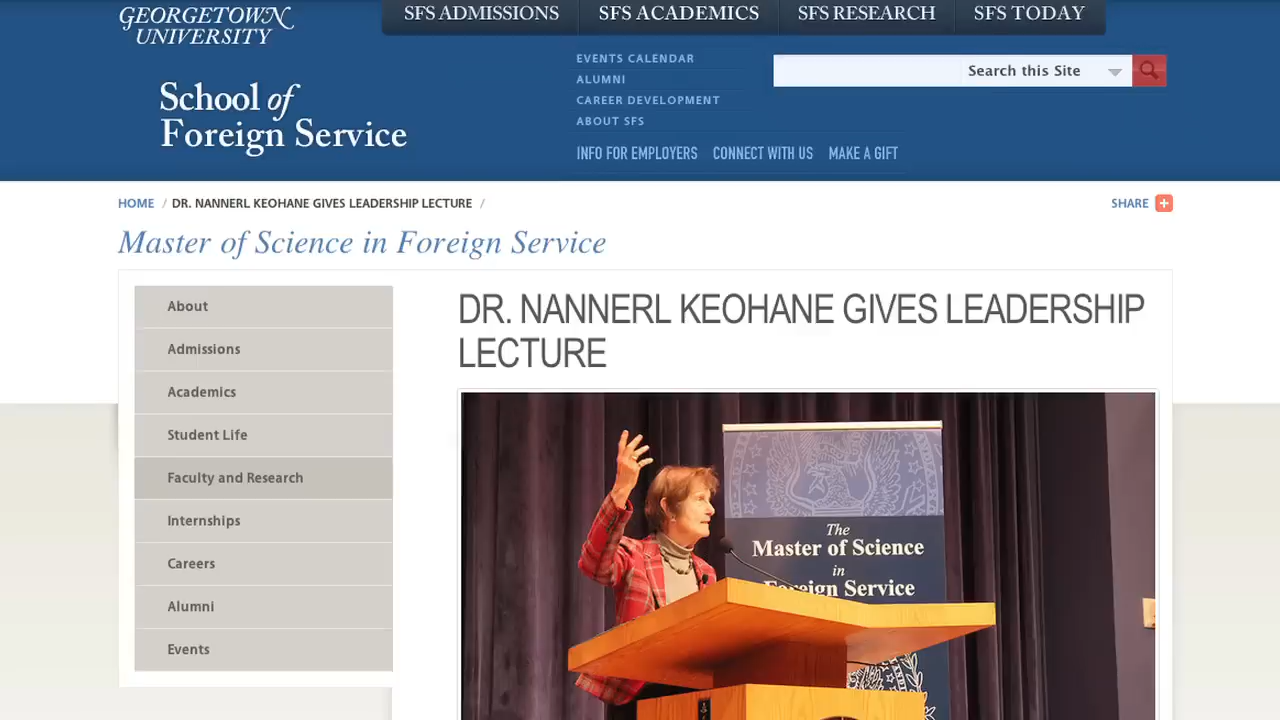 GEORGETOWN
UNIVERSITY
SFS ADMISSIONS
SFS ACADEMICS
SFS RESEARCH
SFS TODAY
School of
Foreign Service
EVENTS CALENDAR
ALUMNI
CAREER DEVELOPMENT
ABOUT SFS
Search this Site
INFO FOR EMPLOYERS
CONNECT WITH US
MAKE A GIFT
HOME / DR. NANNERL KEOHANE GIVES LEADERSHIP LECTURE /
SHARE
Master of Science in Foreign Service
About
Admissions
Academics
Student Life
Faculty and Research
Internships
Careers
Alumni
Events
DR. NANNERL KEOHANE GIVES LEADERSHIP
LECTURE
The
Master of Science
in
Foreign Service